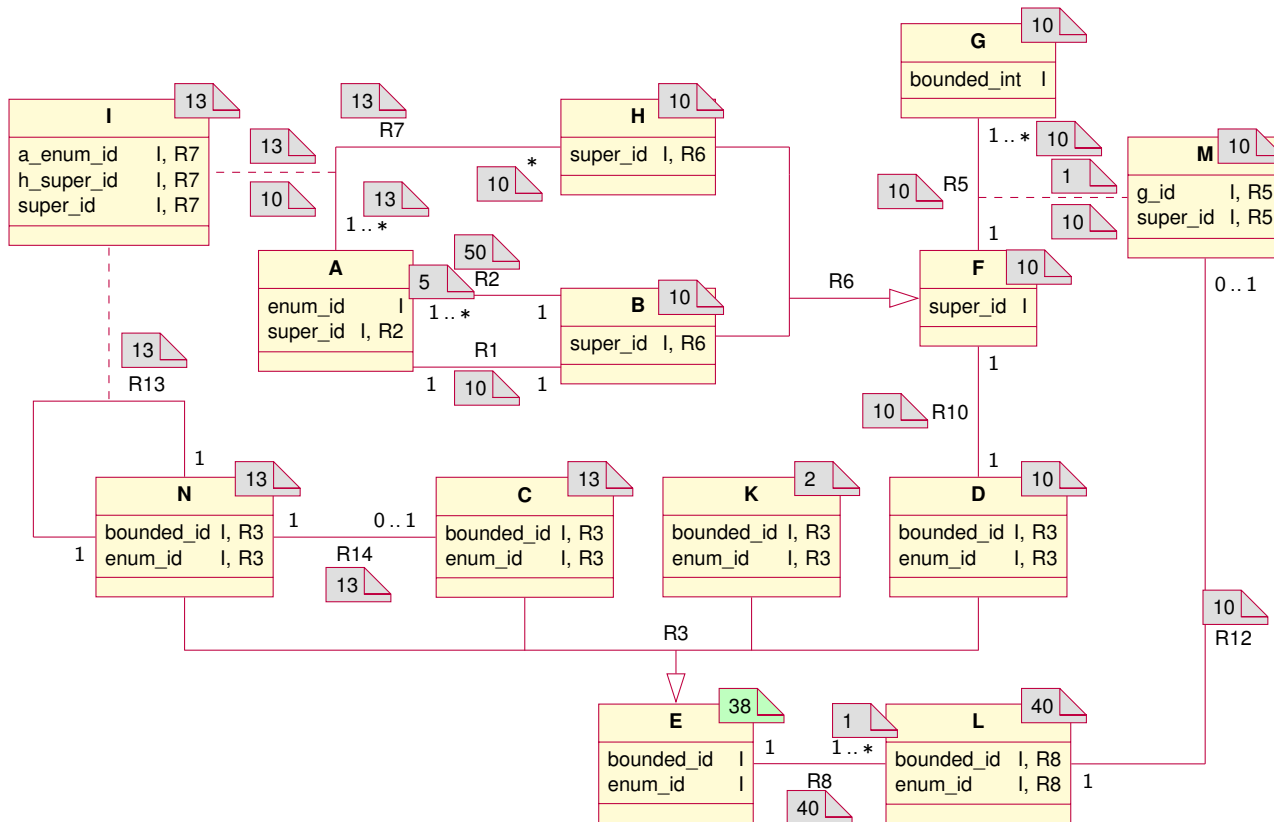 G
10
bounded_int I
I
13
a_enum_id I, R7
h_super_id I, R7
super_id I, R7
13
R7
13
10
13
1 .. *
H
10
super_id I, R6
*
10
1 .. *
10
10
R5
1
10
1
M
10
g_id I, R5
super_id I, R5
0 .. 1
A
5
enum_id I
super_id I, R2
50
R2
1 .. *
1
R1
1
10
1
B
10
super_id I, R6
R6
F
10
super_id I
1
10
R10
1
13
R13
1
1
N
13
bounded_id I, R3
enum_id I, R3
1
0 .. 1
R14
13
C
13
bounded_id I, R3
enum_id I, R3
K
2
bounded_id I, R3
enum_id I, R3
D
10
bounded_id I, R3
enum_id I, R3
R3
10
R12
E
38
bounded_id I
enum_id I
1
1
1 .. *
R8
40
L
40
bounded_id I, R8
enum_id I, R8
1